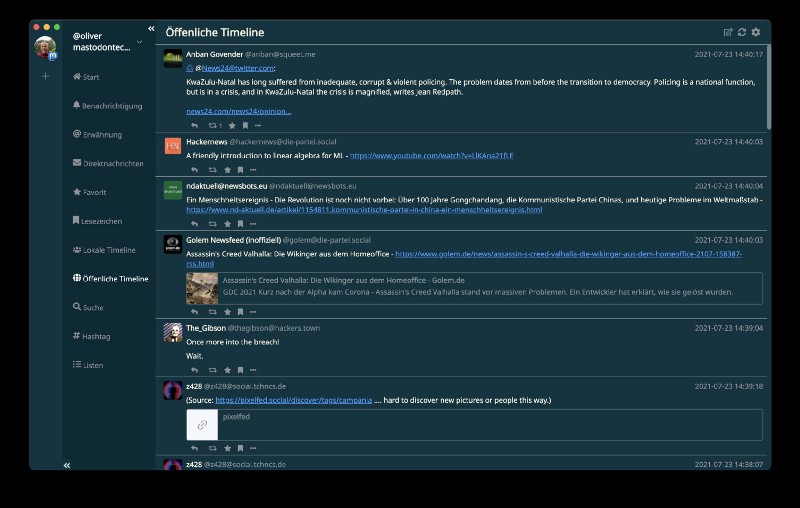 @oliver
mastodontec...
Start
Benachrichtigung
Erwähnung
Direktnachrichten
Favorit
Lesezeichen
Lokale Timeline
Öffenliche Timeline
Suche
Hashtag
Listen
Öffenliche Timeline
Anban Govender @anban@squeet.me 2021-07-23 14:40:17
@News24@twitter.com:
KwaZulu-Natal has long suffered from inadequate, corrupt & violent policing. The problem dates from before the transition to democracy. Policing is a national function,
but is in a crisis, and in KwaZulu-Natal the crisis is magnified, writes Jean Redpath.
news24.com/news24/opinion...
1
HN
Hackernews @hackernews@die-partei.social 2021-07-23 14:40:03
A friendly introduction to linear algebra for ML -
ndaktuell@newsbots.eu @ndaktuell@newsbots.eu 2021-07-23 14:40:04
Ein Menschheitsereignis - Die Revolution ist noch nicht vorbei: Über 100 Jahre Gongchandang, die Kommunistische Partei Chinas, und heutige Probleme im Weltmaßstab -
https://www.nd-aktuell.de/artikel/1154811.kommunistische-partei-in-china-ein-menschheitsereignis.html
golem.de
Golem Newsfeed (inoffiziell) @golem@die-partei.social 2021-07-23 14:40:03
Assassin's Creed Valhalla: Die Wikinger aus dem Homeoffice - https://www.golem.de/news/assassin-s-creed-valhalla-die-wikinger-aus-dem-homeoffice-2107-158387-
rss.html
Assassin's Creed Valhalla: Die Wikinger aus dem Homeoffice - Golem.de
GDC 2021 Kurz nach der Alpha kam Corona - Assassin's Creed Valhalla stand vor massiven Problemen. Ein Entwickler hat erklärt, wie sie gelöst wurden.
The_Gibson @thegibson@hackers.town 2021-07-23 14:39:04
Once more into the breach!
Wait.
z428 @z428@social.tchncs.de 2021-07-23 14:39:18
(Source: https://pixelfed.social/discover/tags/campania .... hard to discover new pictures or people this way.)
pixelfed
z428 @z428@social.tchncs.de 2021-07-23 14:38:07